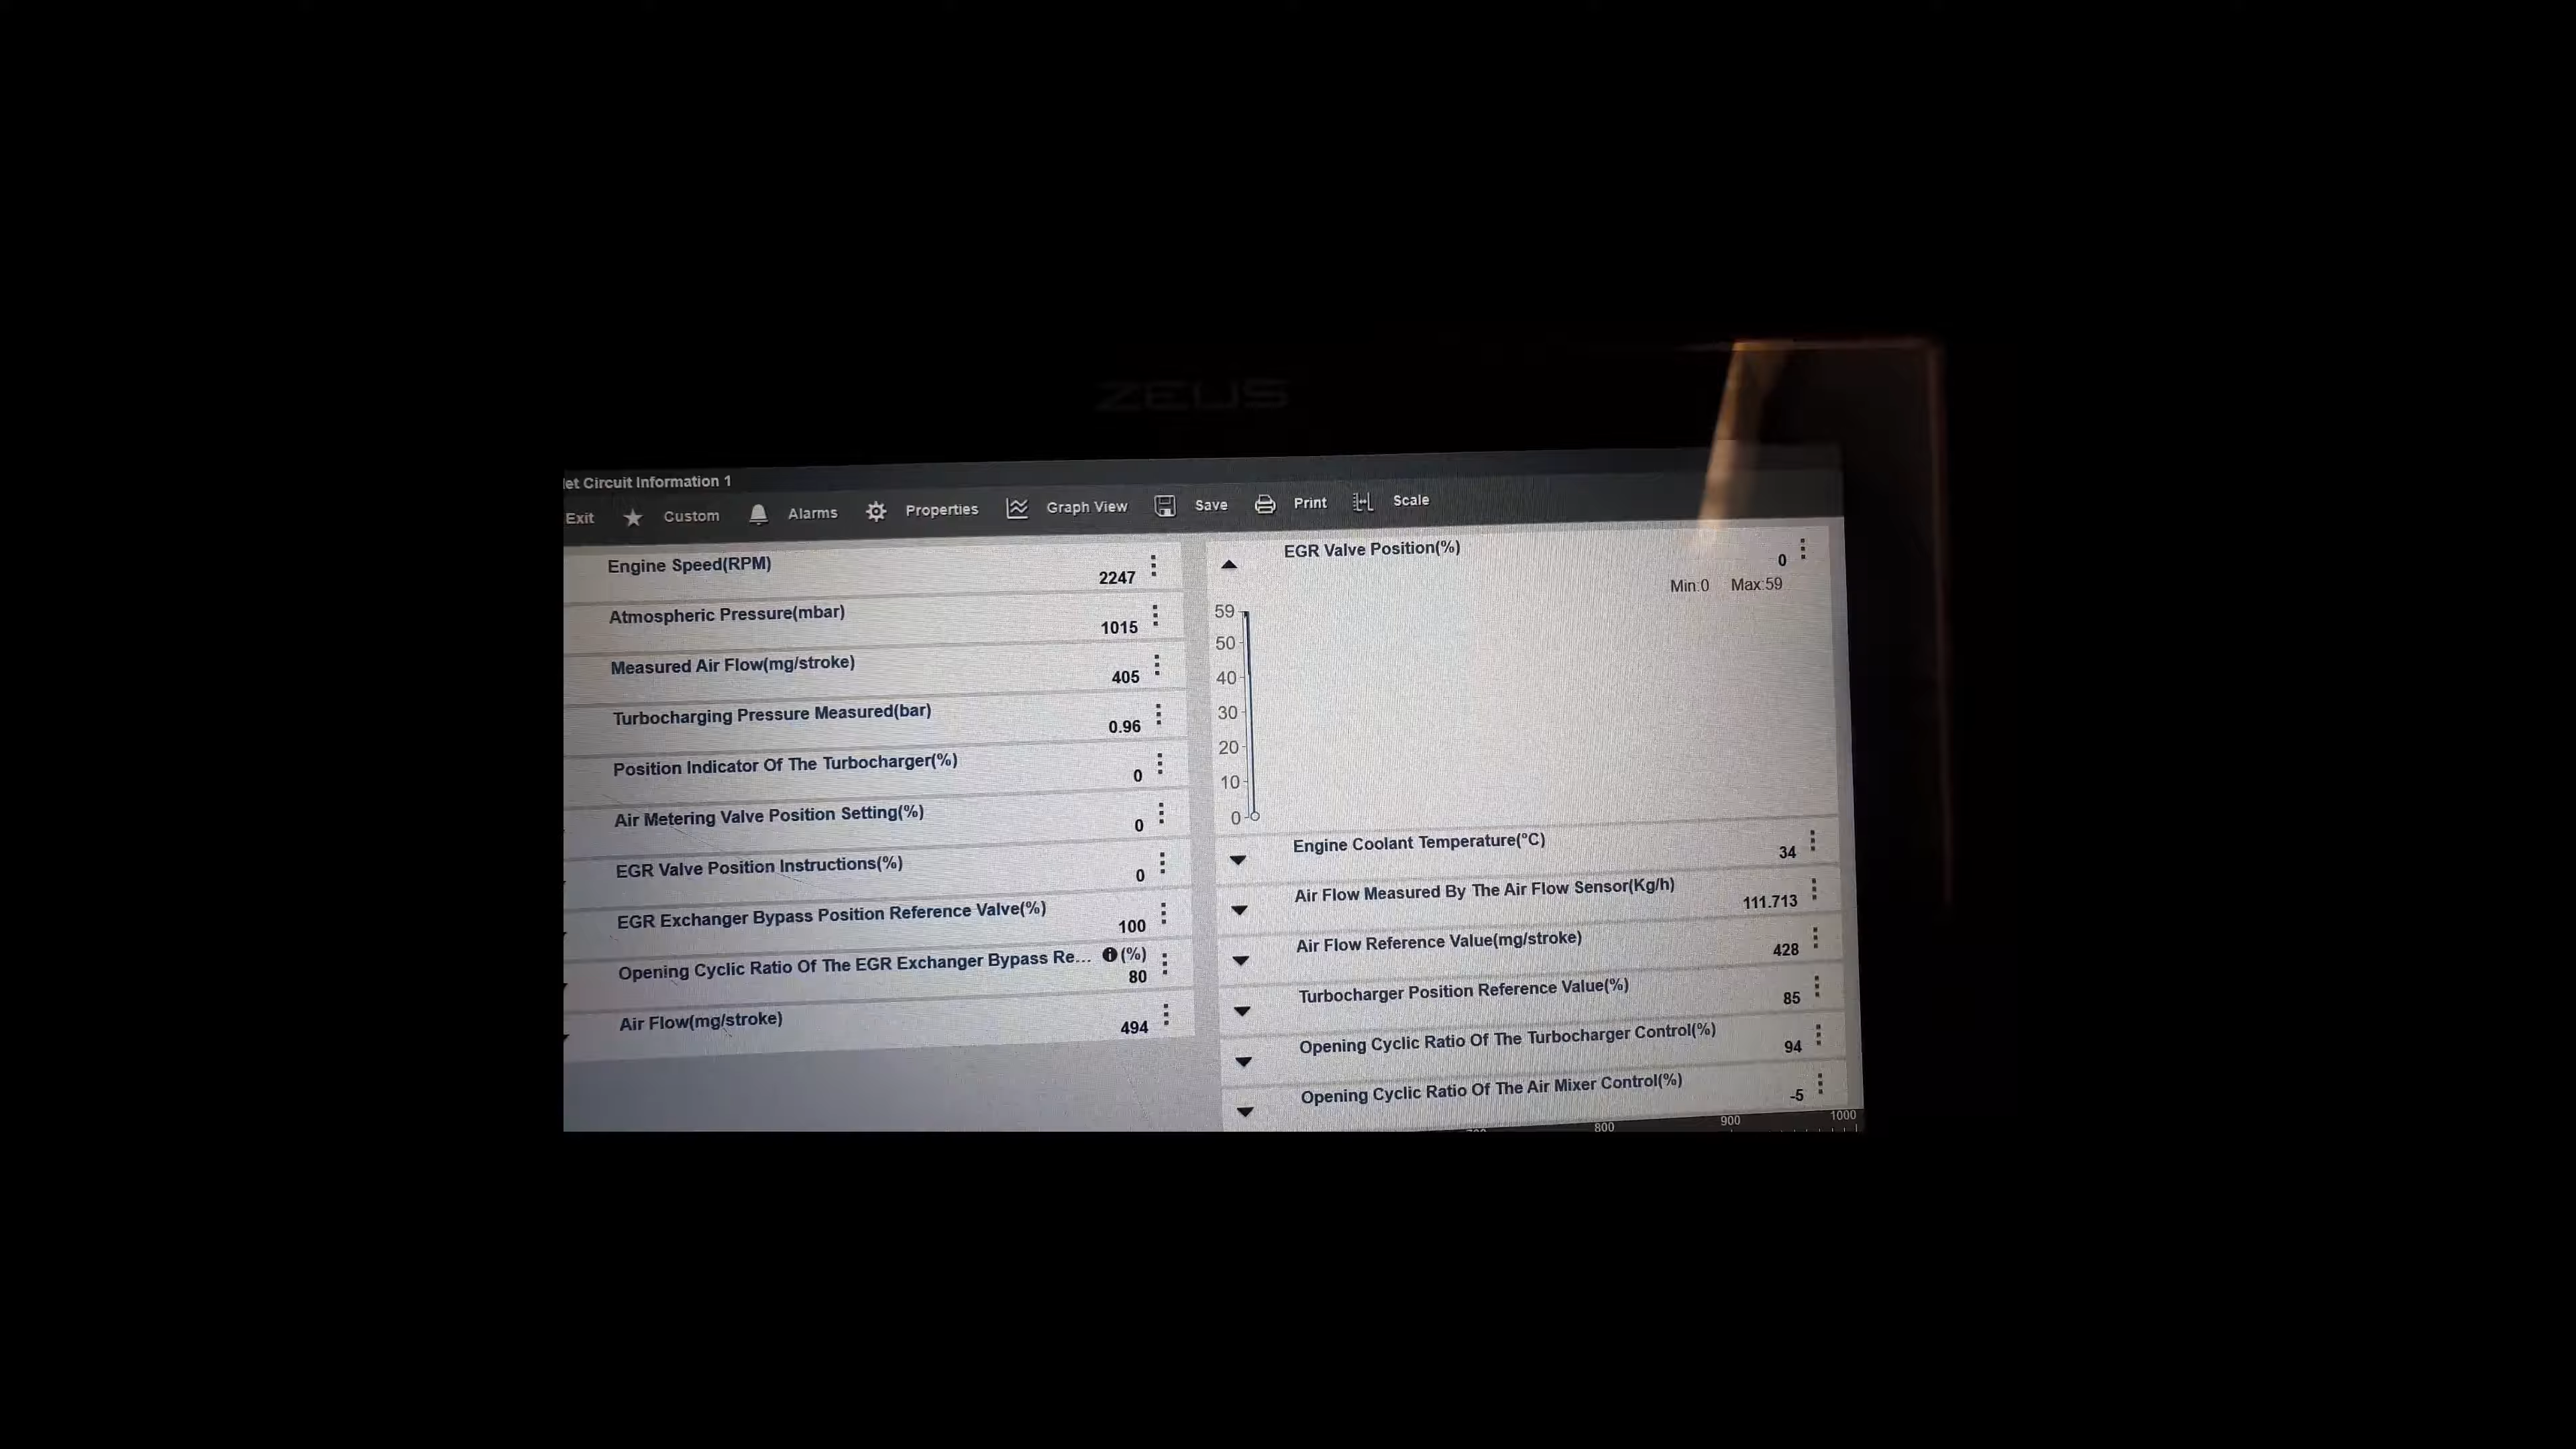 ZEUS
let Circuit Information 1
Exit Custom Alarms Properties Graph View Save Print Scale
Engine Speed(RPM)
2247
Atmospheric Pressure(mbar)
1015
Measured Air Flow(mg/stroke)
405
Turbocharging Pressure Measured(bar)
0.96
Position Indicator Of The Turbocharger(%)
0
Air Metering Valve Position Setting(%)
0
EGR Valve Position Instructions(%)
0
EGR Exchanger Bypass Position Reference Valve(%)
100
Opening Cyclic Ratio Of The EGR Exchanger Bypass Re... (%)
80
Air Flow(mg/stroke)
494
EGR Valve Position(%)
0
Min:0 Max:59
59
50
40
30
20
10
0
Engine Coolant Temperature(°C)
34
Air Flow Measured By The Air Flow Sensor(Kg/h)
111.713
Air Flow Reference Value(mg/stroke)
428
Turbocharger Position Reference Value(%)
85
Opening Cyclic Ratio Of The Turbocharger Control(%)
94
Opening Cyclic Ratio Of The Air Mixer Control(%)
-5
800 900 1000